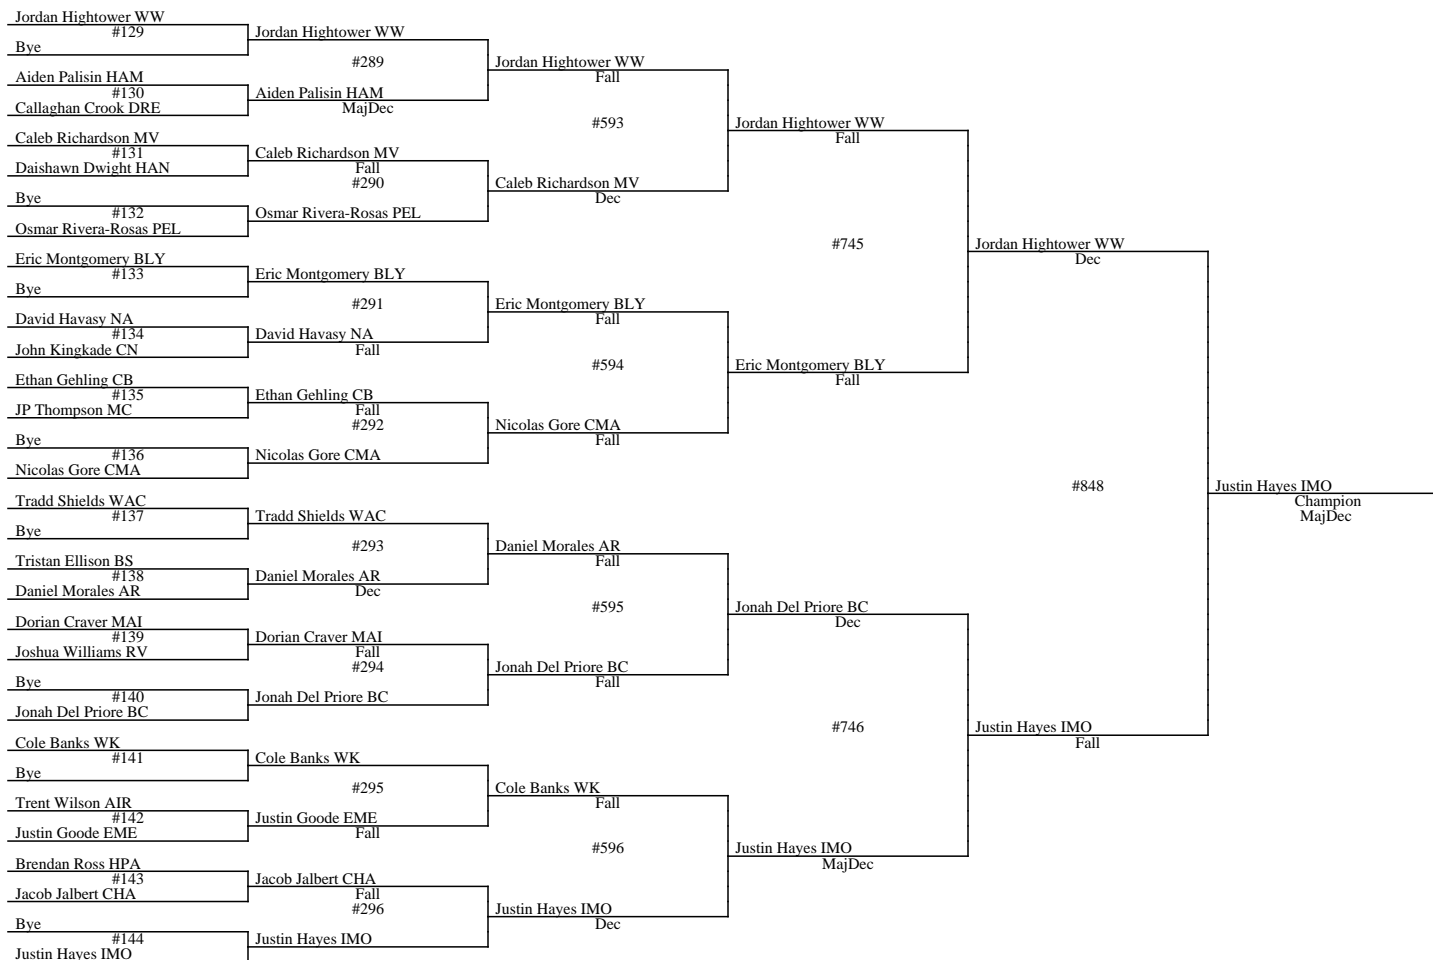 Jordan Hightower WW
#129
Bye
Jordan Hightower WW
#289
Aiden Palisin HAM
#130
Callaghan Crook DRE
Aiden Palisin HAM
MajDec
Jordan Hightower WW
Fall
#593
Caleb Richardson MV
#131
Daishawn Dwight HAN
Caleb Richardson MV
Fall
#290
Bye
#132
Osmar Rivera-Rosas PEL
Osmar Rivera-Rosas PEL
Caleb Richardson MV
Dec
Jordan Hightower WW
Fall
#745
Eric Montgomery BLY
#133
Bye
Eric Montgomery BLY
#291
David Havasy NA
#134
John Kingkade CN
David Havasy NA
Fall
Eric Montgomery BLY
Fall
#594
Ethan Gehling CB
#135
JP Thompson MC
Ethan Gehling CB
Fall
#292
Bye
#136
Nicolas Gore CMA
Nicolas Gore CMA
Nicolas Gore CMA
Fall
Eric Montgomery BLY
Fall
Jordan Hightower WW
Dec
#848
Tradd Shields WAC
#137
Bye
Tradd Shields WAC
#293
Tristan Ellison BS
#138
Daniel Morales AR
Daniel Morales AR
Dec
Daniel Morales AR
Fall
#595
Dorian Craver MAI
#139
Joshua Williams RV
Dorian Craver MAI
Fall
#294
Bye
#140
Jonah Del Priore BC
Jonah Del Priore BC
Jonah Del Priore BC
Fall
Jonah Del Priore BC
Dec
#746
Cole Banks WK
#141
Bye
Cole Banks WK
#295
Trent Wilson AIR
#142
Justin Goode EME
Justin Goode EME
Fall
Cole Banks WK
Fall
#596
Brendan Ross HPA
#143
Jacob Jalbert CHA
Jacob Jalbert CHA
Fall
#296
Bye
#144
Justin Hayes IMO
Justin Hayes IMO
Justin Hayes IMO
Dec
Justin Hayes IMO
MajDec
Justin Hayes IMO
Fall
Justin Hayes IMO
Champion
MajDec